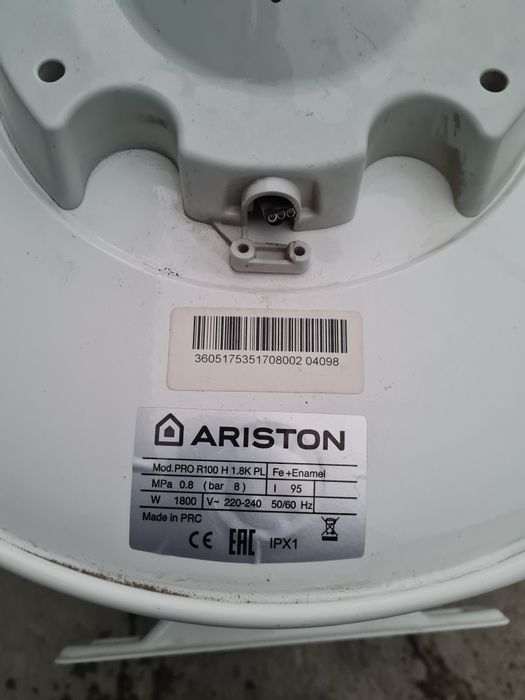 3605175351708002 04098
ARISTON
Mod.PRO R100 H 1.8K PL Fe+Enamel
MPa 0.8 (bar 8) l 95
W 1800 V~ 220-240 50/60 Hz
Made in PRC
CE EAC IPX1